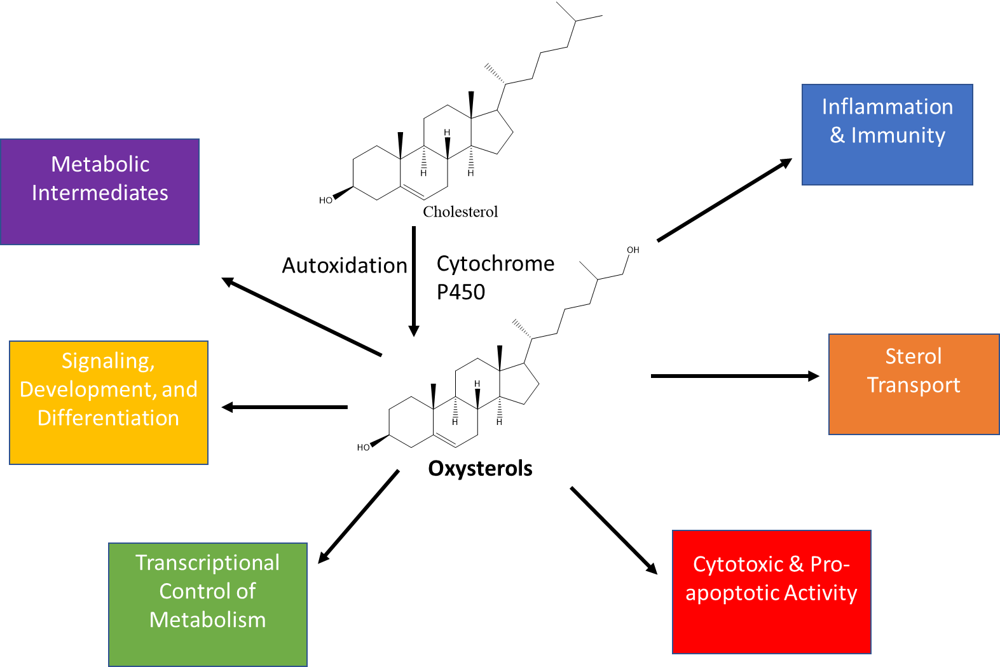 H
H
H
HO
Cholesterol
Autoxidation
Cytochrome
P450
OH
H
H
H
HO
Oxysterols
Metabolic
Intermediates
Signaling,
Development, and
Differentiation
Transcriptional
Control of
Metabolism
Inflammation
& Immunity
Sterol
Transport
Cytotoxic & Pro-
apoptotic Activity